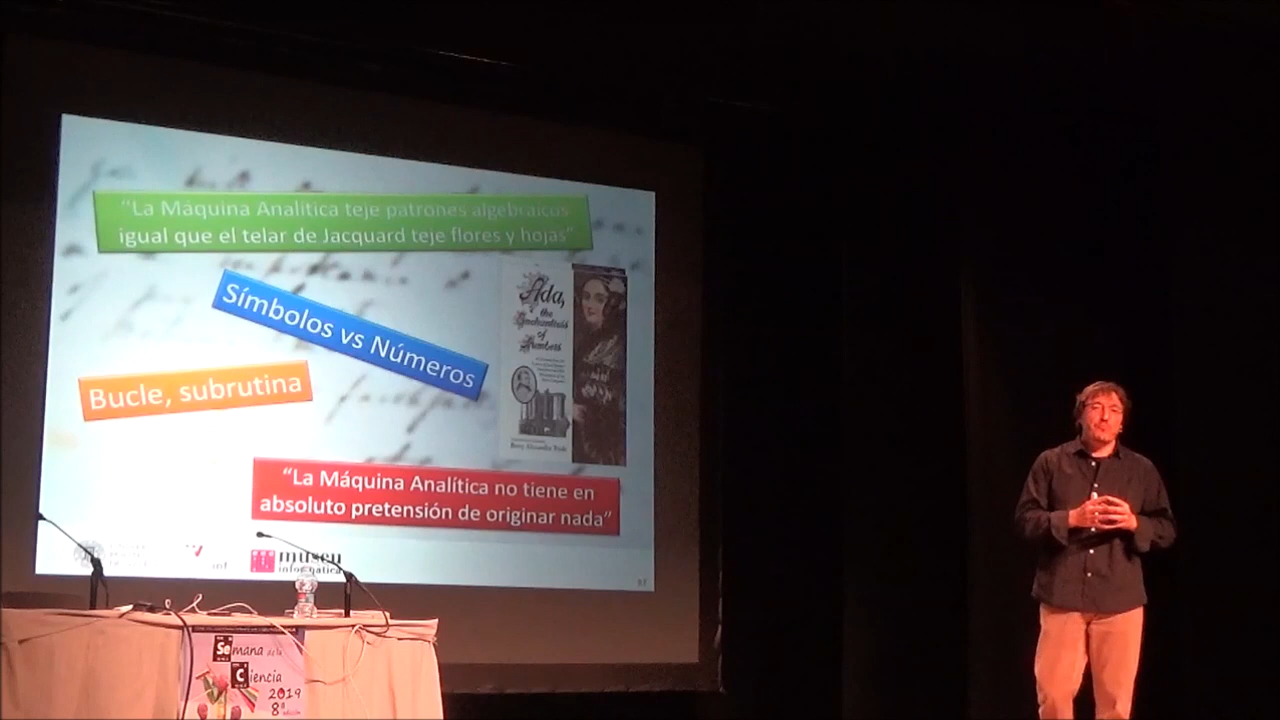 “La Máquina Analítica teje patrones algebraicos
igual que el telar de Jacquard teje flores y hojas”
Símbolos vs Números
Ada,
the
Enchantress
of
Numbers
Bucle, subrutina
“La Máquina Analítica no tiene en
absoluto pretensión de originar nada”
inf
museu
informàtica
Semana de la
Ciencia
2019
8ª edición